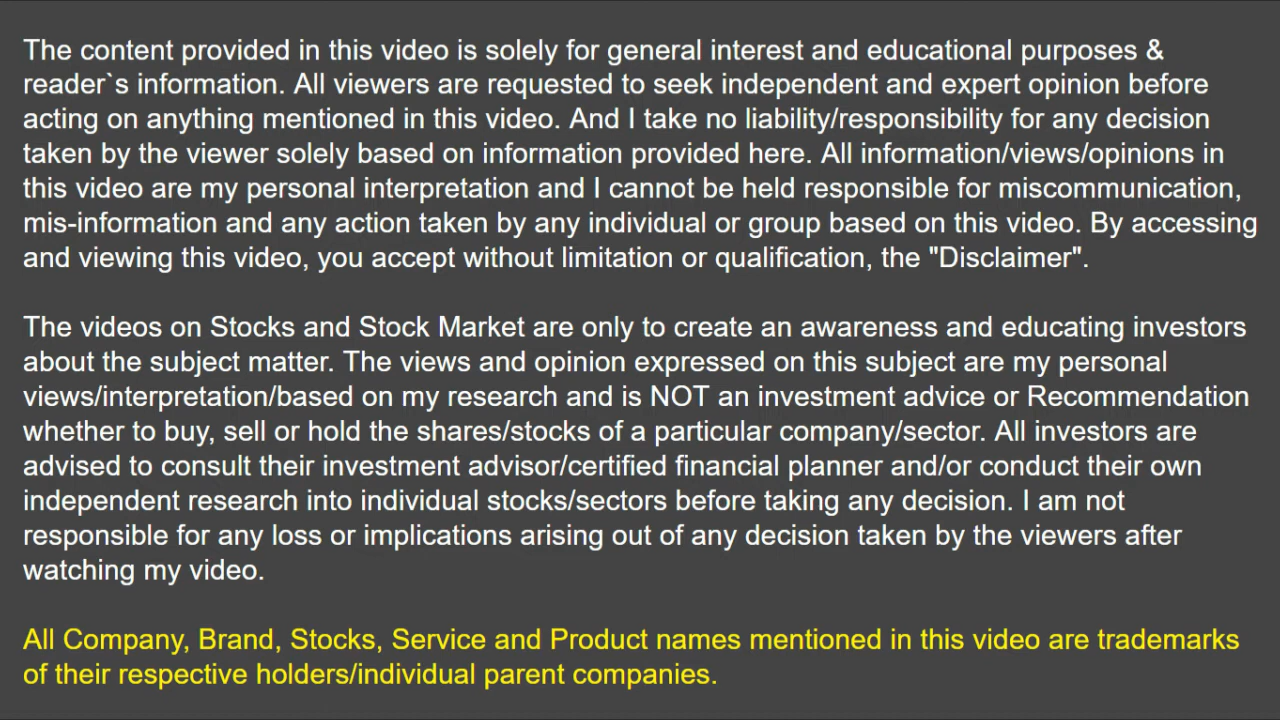 The content provided in this video is solely for general interest and educational purposes &
reader`s information. All viewers are requested to seek independent and expert opinion before
acting on anything mentioned in this video. And I take no liability/responsibility for any decision
taken by the viewer solely based on information provided here. All information/views/opinions in
this video are my personal interpretation and I cannot be held responsible for miscommunication,
mis-information and any action taken by any individual or group based on this video. By accessing
and viewing this video, you accept without limitation or qualification, the "Disclaimer".
The videos on Stocks and Stock Market are only to create an awareness and educating investors
about the subject matter. The views and opinion expressed on this subject are my personal
views/interpretation/based on my research and is NOT an investment advice or Recommendation
whether to buy, sell or hold the shares/stocks of a particular company/sector. All investors are
advised to consult their investment advisor/certified financial planner and/or conduct their own
independent research into individual stocks/sectors before taking any decision. I am not
responsible for any loss or implications arising out of any decision taken by the viewers after
watching my video.
All Company, Brand, Stocks, Service and Product names mentioned in this video are trademarks
of their respective holders/individual parent companies.